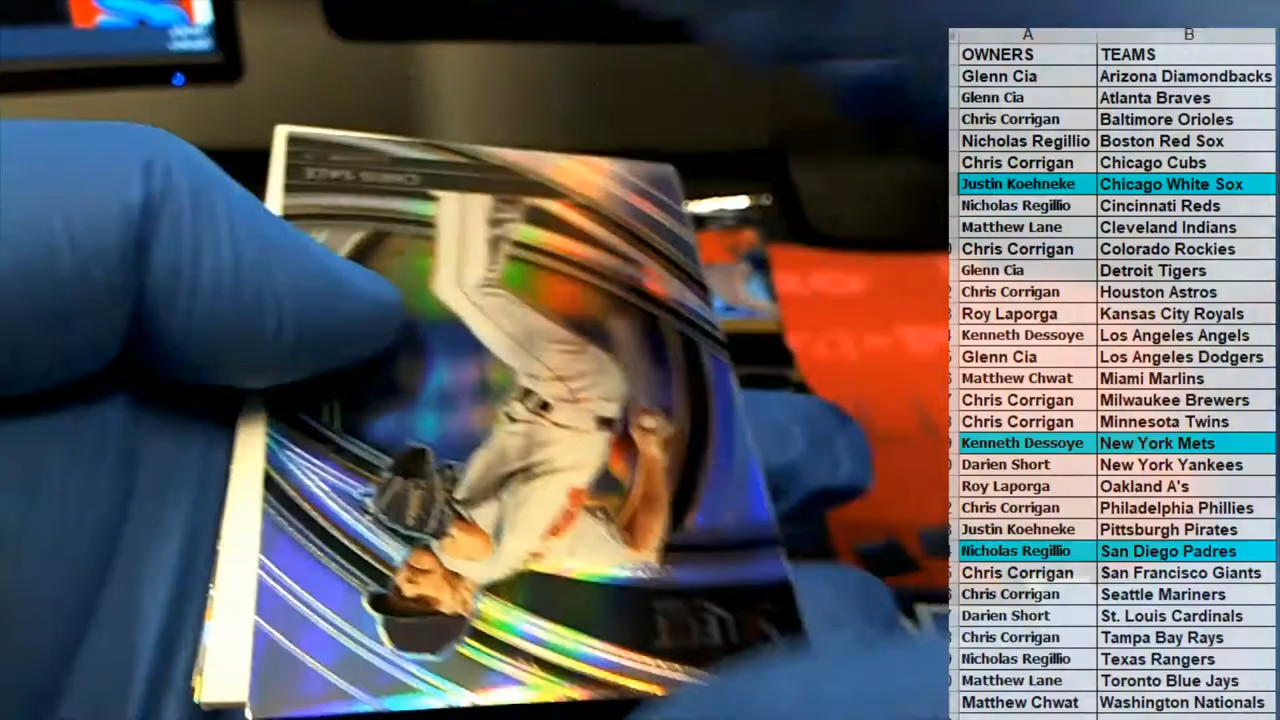 A B
OWNERS TEAMS
Glenn Cia Arizona Diamondbacks
Glenn Cia Atlanta Braves
Chris Corrigan Baltimore Orioles
Nicholas Regillio Boston Red Sox
Chris Corrigan Chicago Cubs
Justin Koehneke Chicago White Sox
Nicholas Regillio Cincinnati Reds
Matthew Lane Cleveland Indians
Chris Corrigan Colorado Rockies
Glenn Cia Detroit Tigers
Chris Corrigan Houston Astros
Roy Laporga Kansas City Royals
Kenneth Dessoye Los Angeles Angels
Glenn Cia Los Angeles Dodgers
Matthew Chwat Miami Marlins
Chris Corrigan Milwaukee Brewers
Chris Corrigan Minnesota Twins
Kenneth Dessoye New York Mets
Darien Short New York Yankees
Roy Laporga Oakland A's
Chris Corrigan Philadelphia Phillies
Justin Koehneke Pittsburgh Pirates
Nicholas Regillio San Diego Padres
Chris Corrigan San Francisco Giants
Chris Corrigan Seattle Mariners
Darien Short St. Louis Cardinals
Chris Corrigan Tampa Bay Rays
Nicholas Regillio Texas Rangers
Matthew Lane Toronto Blue Jays
Matthew Chwat Washington Nationals
CHRIS SALE